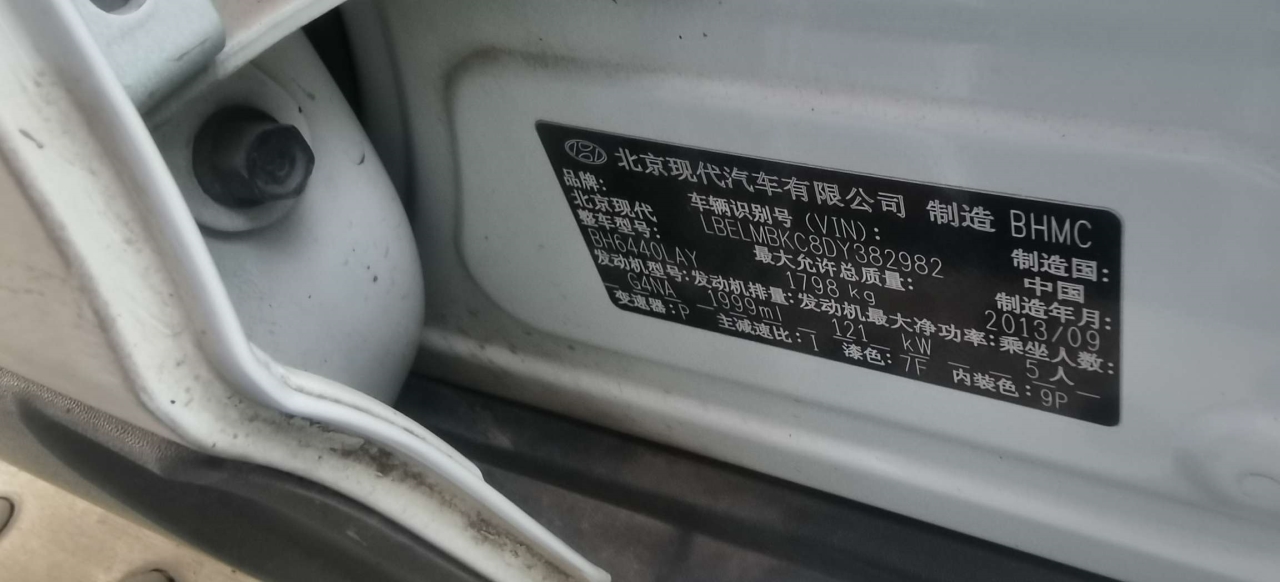 北京现代汽车有限公司 制造 BHMC
品牌: 车辆识别号 (VIN): 制造国:
北京现代 LBELMBKC8DY382982 中国
整车型号: 最大允许总质量: 制造年月:
BH6440LAY 1798 kg 2013/09
发动机型号: 发动机排量: 发动机最大净功率: 乘坐人数:
G4NA 1999ml 121 kW 5 人
变速器: P 主减速比: I 漆色: 7F 内装色: 9P